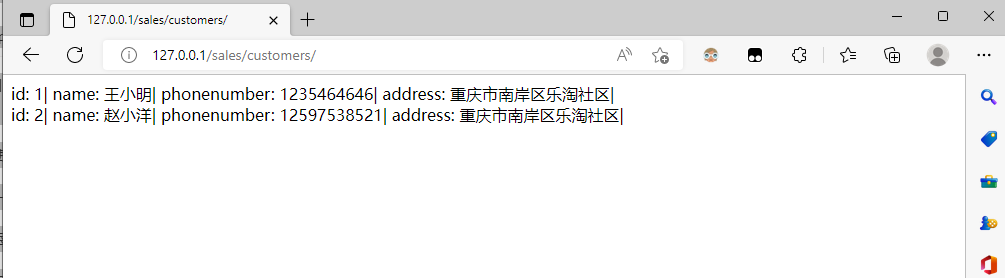 127.0.0.1/sales/customers/
127.0.0.1/sales/customers/
id: 1| name: 王小明| phonenumber: 1235464646| address: 重庆市南岸区乐淘社区|
id: 2| name: 赵小洋| phonenumber: 12597538521| address: 重庆市南岸区乐淘社区|